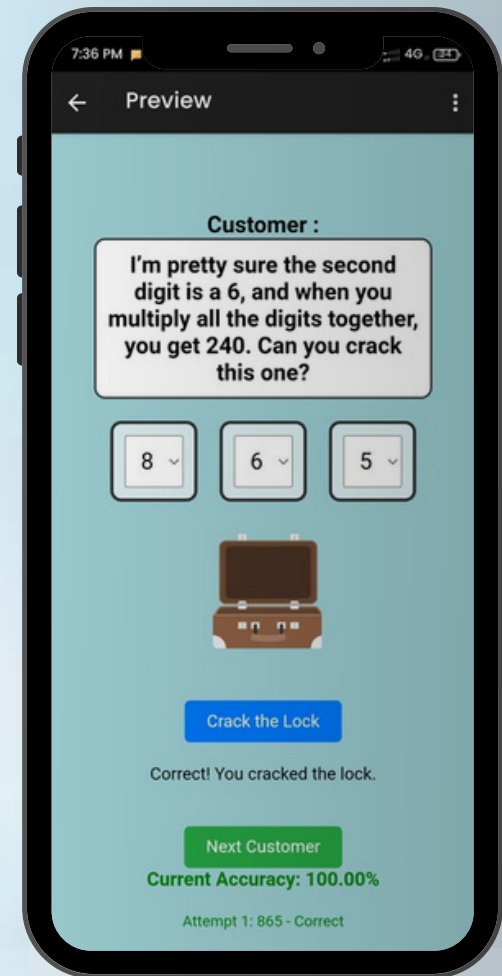 7:36 PM
4G 34
Preview
Customer :
I'm pretty sure the second
digit is a 6, and when you
multiply all the digits together,
you get 240. Can you crack
this one?
8 6 5
Crack the Lock
Correct! You cracked the lock.
Next Customer
Current Accuracy: 100.00%
Attempt 1: 865 - Correct